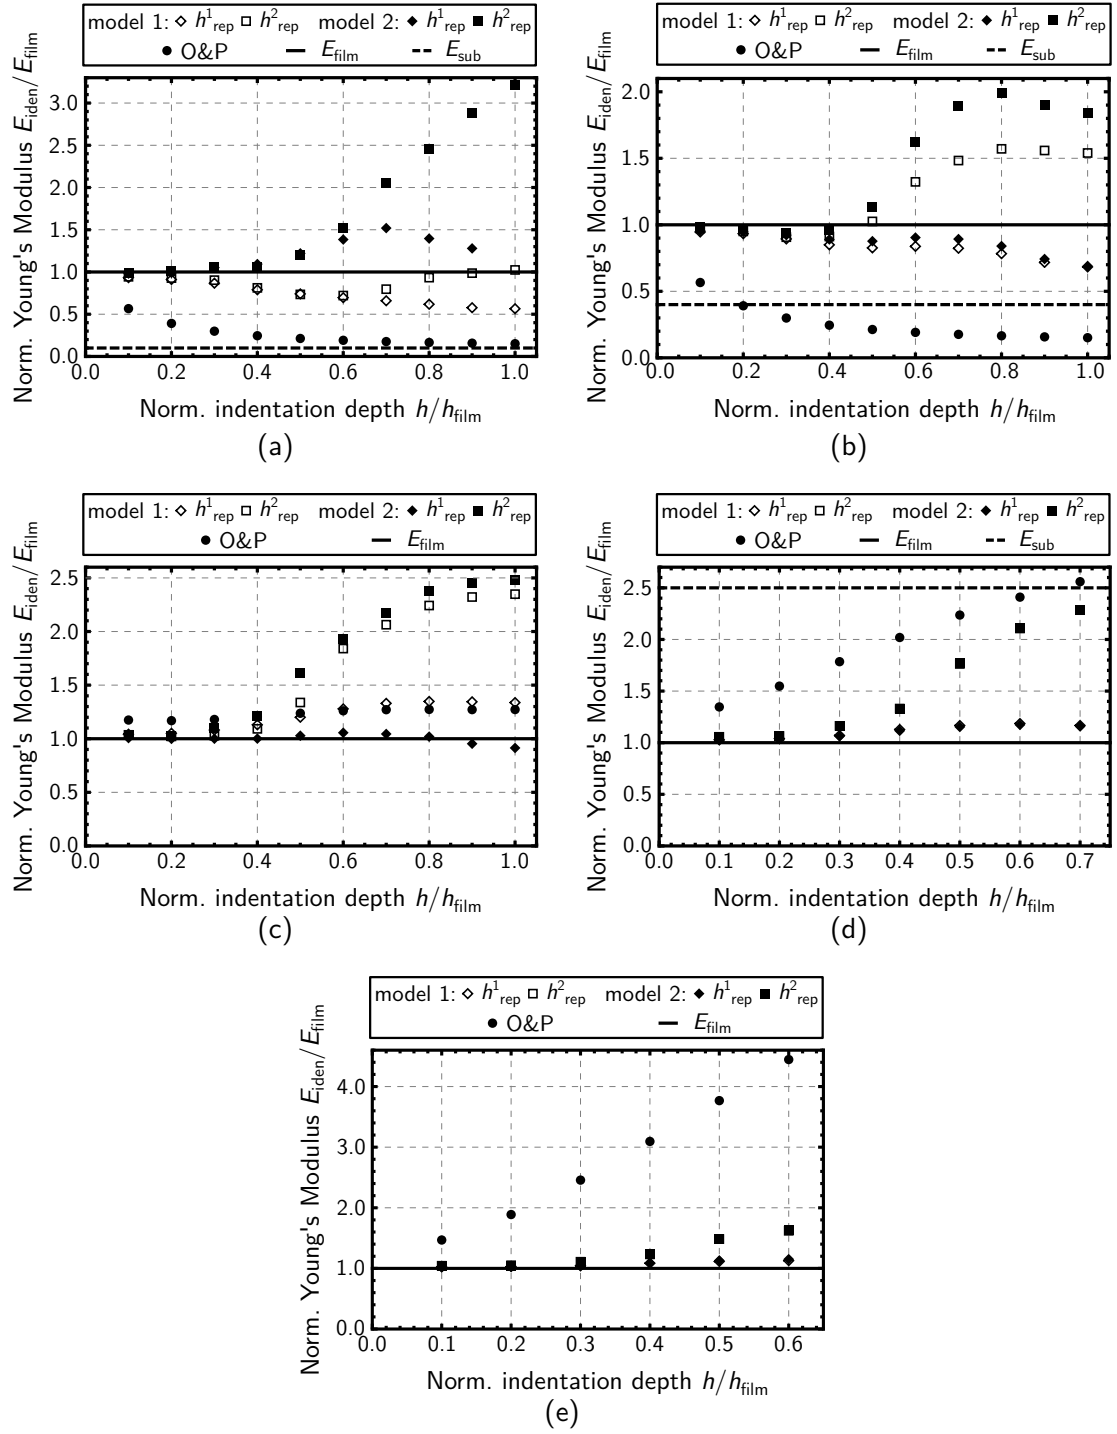 model 1: ◇ h¹rep □ h²rep model 2: ◆ h¹rep ■ h²rep
● O&P — Efilm --- Esub
Norm. Young's Modulus Eiden/Efilm
3.0
2.5
2.0
1.5
1.0
0.5
0.0
0.0 0.2 0.4 0.6 0.8 1.0
Norm. indentation depth h/hfilm
(a)
model 1: ◇ h¹rep □ h²rep model 2: ◆ h¹rep ■ h²rep
● O&P — Efilm --- Esub
Norm. Young's Modulus Eiden/Efilm
2.0
1.5
1.0
0.5
0.0
0.0 0.2 0.4 0.6 0.8 1.0
Norm. indentation depth h/hfilm
(b)
model 1: ◇ h¹rep □ h²rep model 2: ◆ h¹rep ■ h²rep
● O&P — Efilm
Norm. Young's Modulus Eiden/Efilm
2.5
2.0
1.5
1.0
0.5
0.0
0.0 0.2 0.4 0.6 0.8 1.0
Norm. indentation depth h/hfilm
(c)
model 1: ◇ h¹rep □ h²rep model 2: ◆ h¹rep ■ h²rep
● O&P — Efilm --- Esub
Norm. Young's Modulus Eiden/Efilm
2.5
2.0
1.5
1.0
0.5
0.0
0.0 0.1 0.2 0.3 0.4 0.5 0.6 0.7
Norm. indentation depth h/hfilm
(d)
model 1: ◇ h¹rep □ h²rep model 2: ◆ h¹rep ■ h²rep
● O&P — Efilm
Norm. Young's Modulus Eiden/Efilm
4.0
3.0
2.0
1.0
0.0
0.0 0.1 0.2 0.3 0.4 0.5 0.6
Norm. indentation depth h/hfilm
(e)